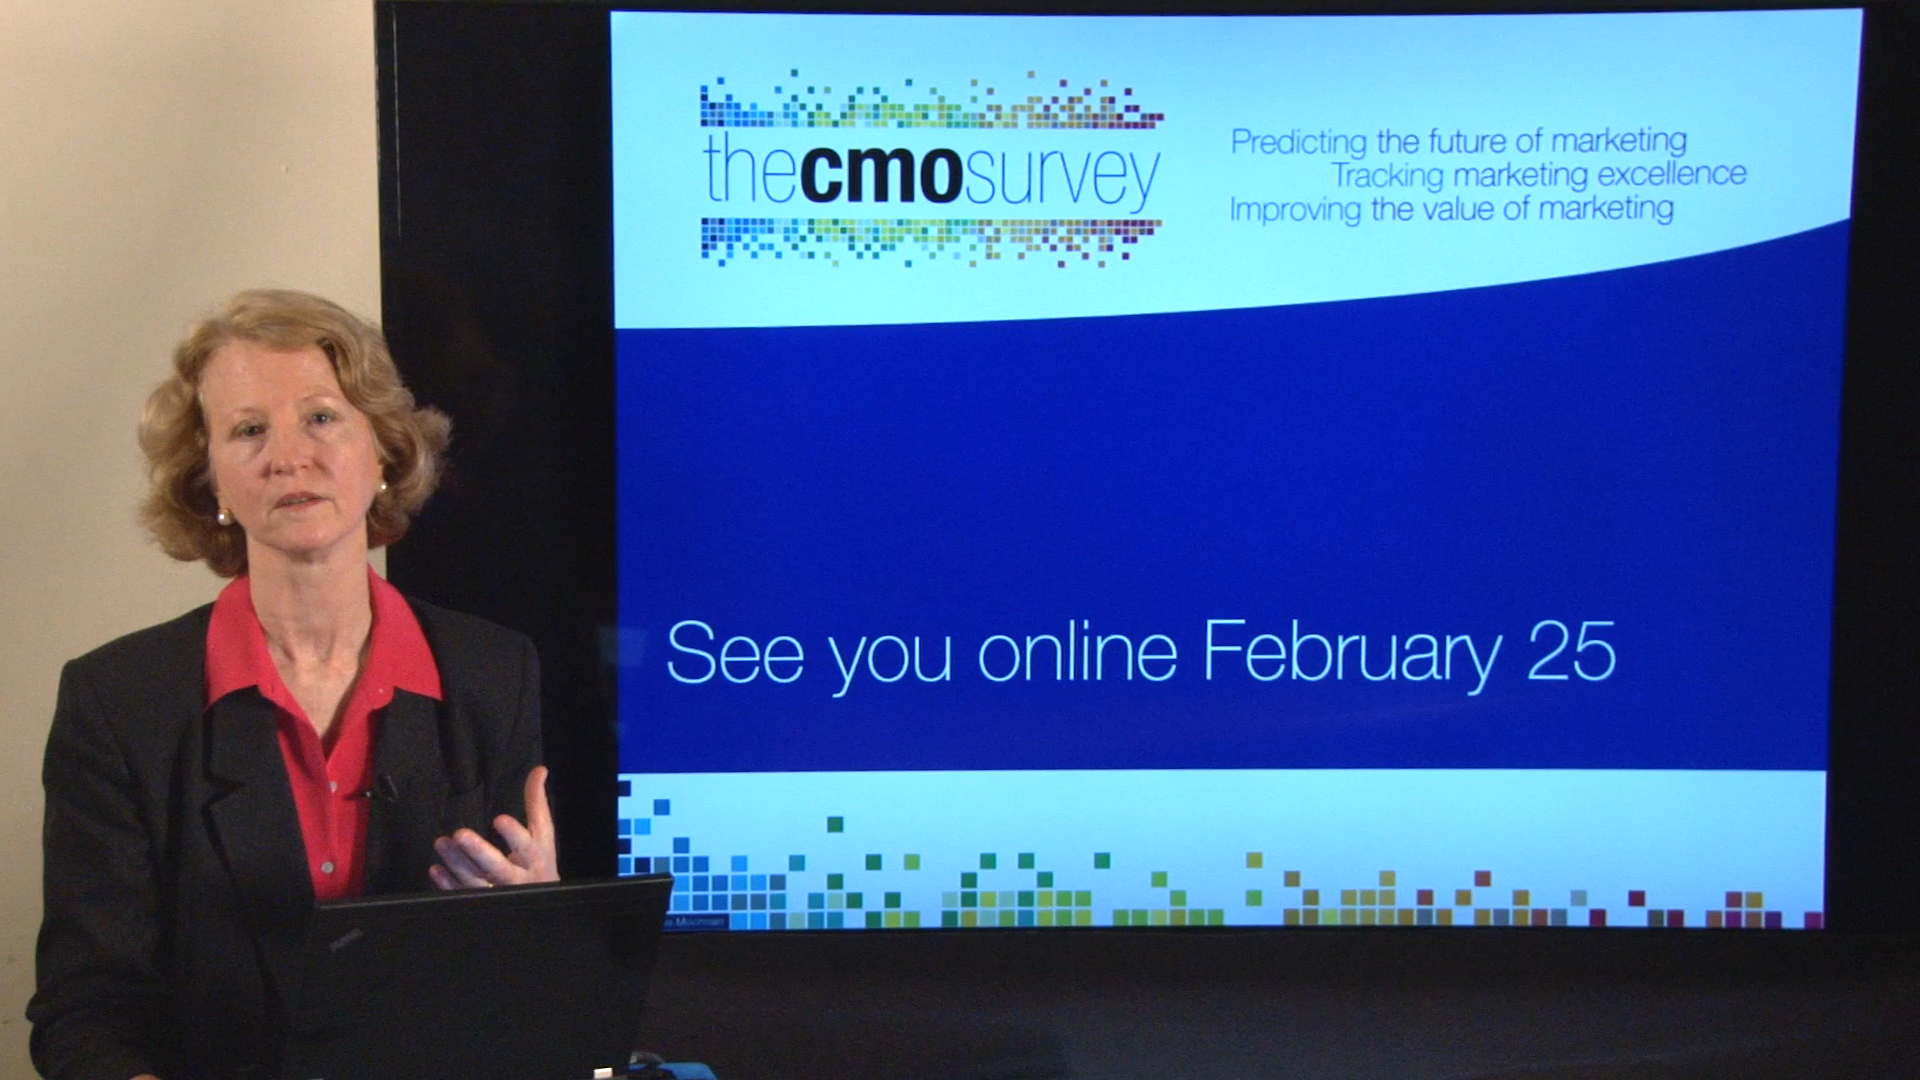 thecmosurvey
Predicting the future of marketing
Tracking marketing excellence
Improving the value of marketing
See you online February 25
Moorman